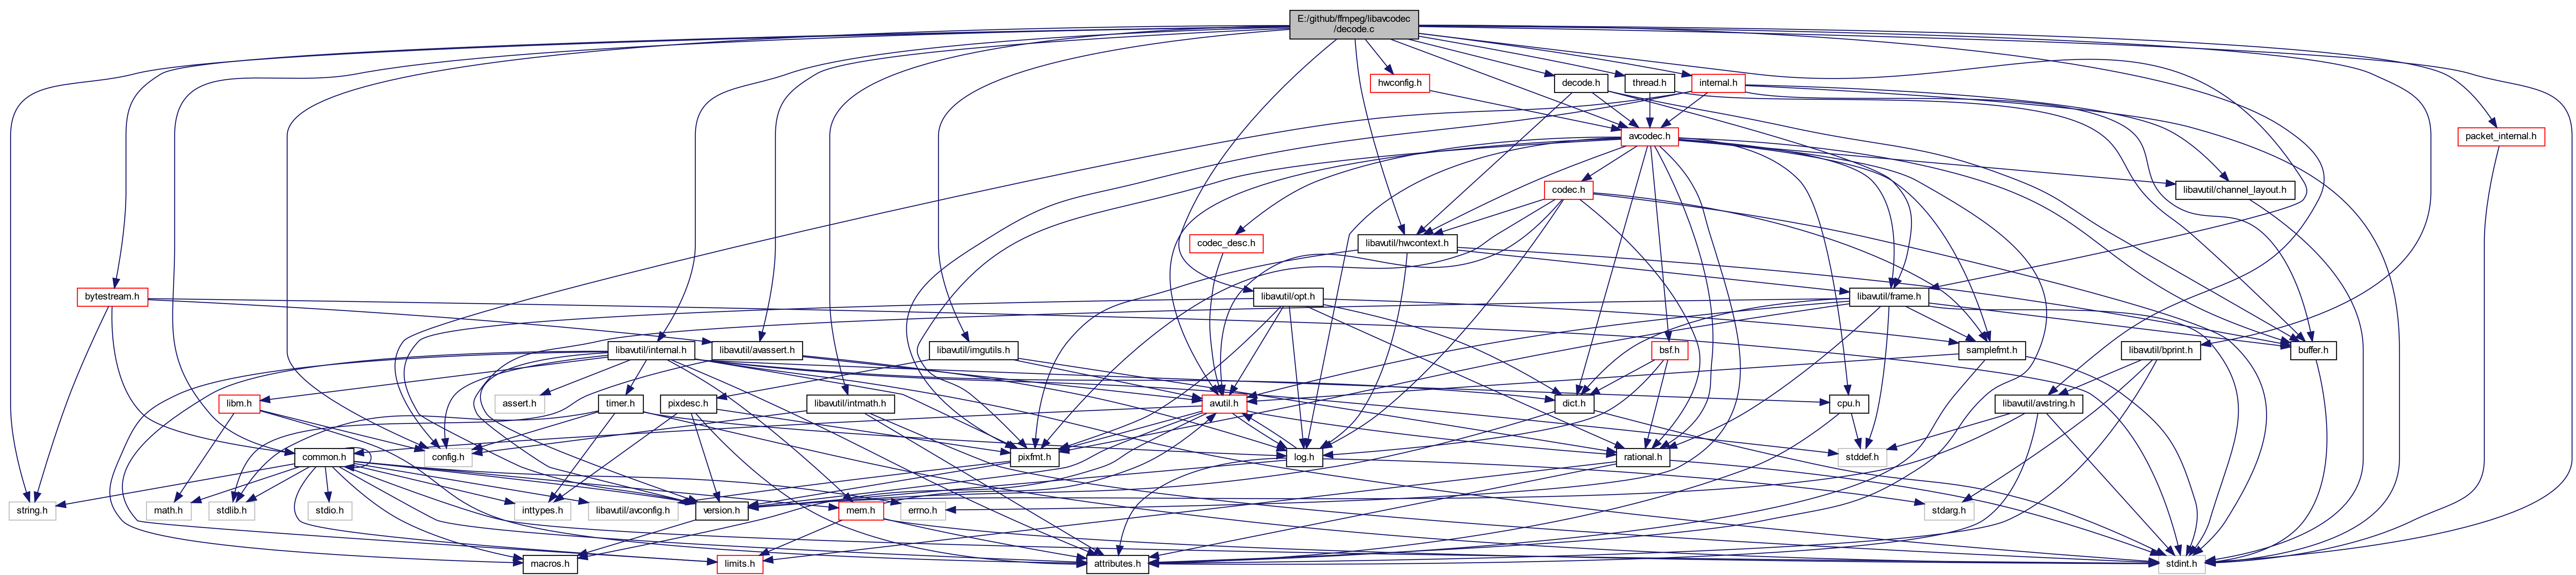 E:/github/ffmpeg/libavcodec
/decode.c
hwconfig.h
decode.h
thread.h
internal.h
avcodec.h
packet_internal.h
codec.h
libavutil/channel_layout.h
codec_desc.h
libavutil/hwcontext.h
bytestream.h
libavutil/opt.h
libavutil/frame.h
libavutil/internal.h
libavutil/avassert.h
libavutil/imgutils.h
bsf.h
samplefmt.h
libavutil/bprint.h
buffer.h
libm.h
assert.h
timer.h
pixdesc.h
libavutil/intmath.h
avutil.h
dict.h
cpu.h
libavutil/avstring.h
common.h
config.h
pixfmt.h
log.h
rational.h
stddef.h
string.h
math.h
stdlib.h
stdio.h
inttypes.h
libavutil/avconfig.h
version.h
mem.h
errno.h
stdarg.h
macros.h
limits.h
attributes.h
stdint.h